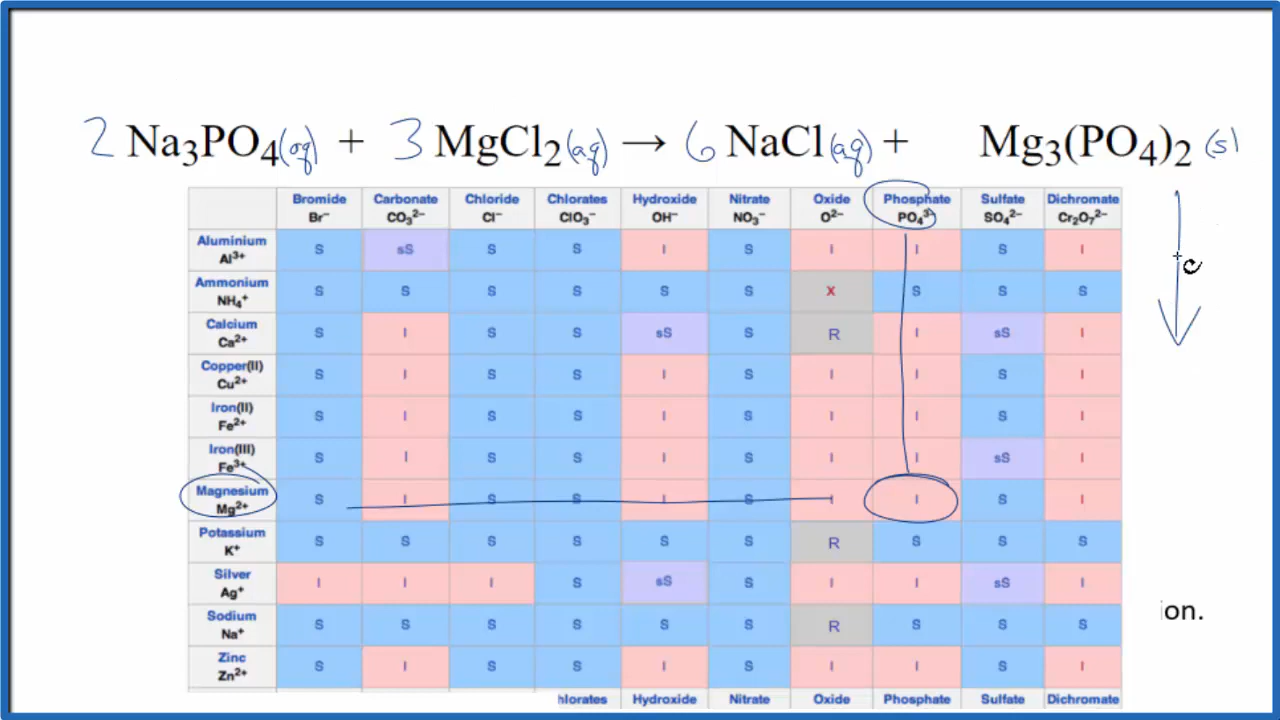 2 Na₃PO₄(aq) + 3 MgCl₂(aq) → 6 NaCl(aq) + Mg₃(PO₄)₂ (s)
Bromide Carbonate Chloride Chlorates Hydroxide Nitrate Oxide Phosphate Sulfate Dichromate
Br⁻ CO₃²⁻ Cl⁻ ClO₃⁻ OH⁻ NO₃⁻ O²⁻ PO₄³⁻ SO₄²⁻ Cr₂O₇²⁻
Aluminium
Al³⁺ S sS S S I S I I S I
Ammonium
NH₄⁺ S S S S S S X S S S
Calcium
Ca²⁺ S I S S sS S R I sS I
Copper(II)
Cu²⁺ S I S S I S I I S I
Iron(II)
Fe²⁺ S I S S I S I I S I
Iron(III)
Fe³⁺ S I S S I S I I sS I
Magnesium
Mg²⁺ S I S S I S I I S I
Potassium
K⁺ S S S S S S R S S S
Silver
Ag⁺ I I I S sS S I I sS I
Sodium
Na⁺ S S S S S S R S S S
ion.
Zinc
Zn²⁺ S I S S I S I I S I
hlorates Hydroxide Nitrate Oxide Phosphate Sulfate Dichromate